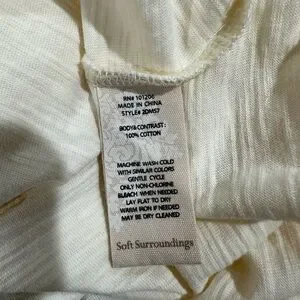 RN# 101206
MADE IN CHINA
STYLE# 2DM57
BODY& CONTRAST:
100% COTTON
MACHINE WASH COLD
WITH SIMILAR COLORS
GENTLE CYCLE
ONLY NON-CHLORINE
BLEACH WHEN NEEDED
LAY FLAT TO DRY
WARM IRON IF NEEDED
MAY BE DRY CLEANED
Soft Surroundings